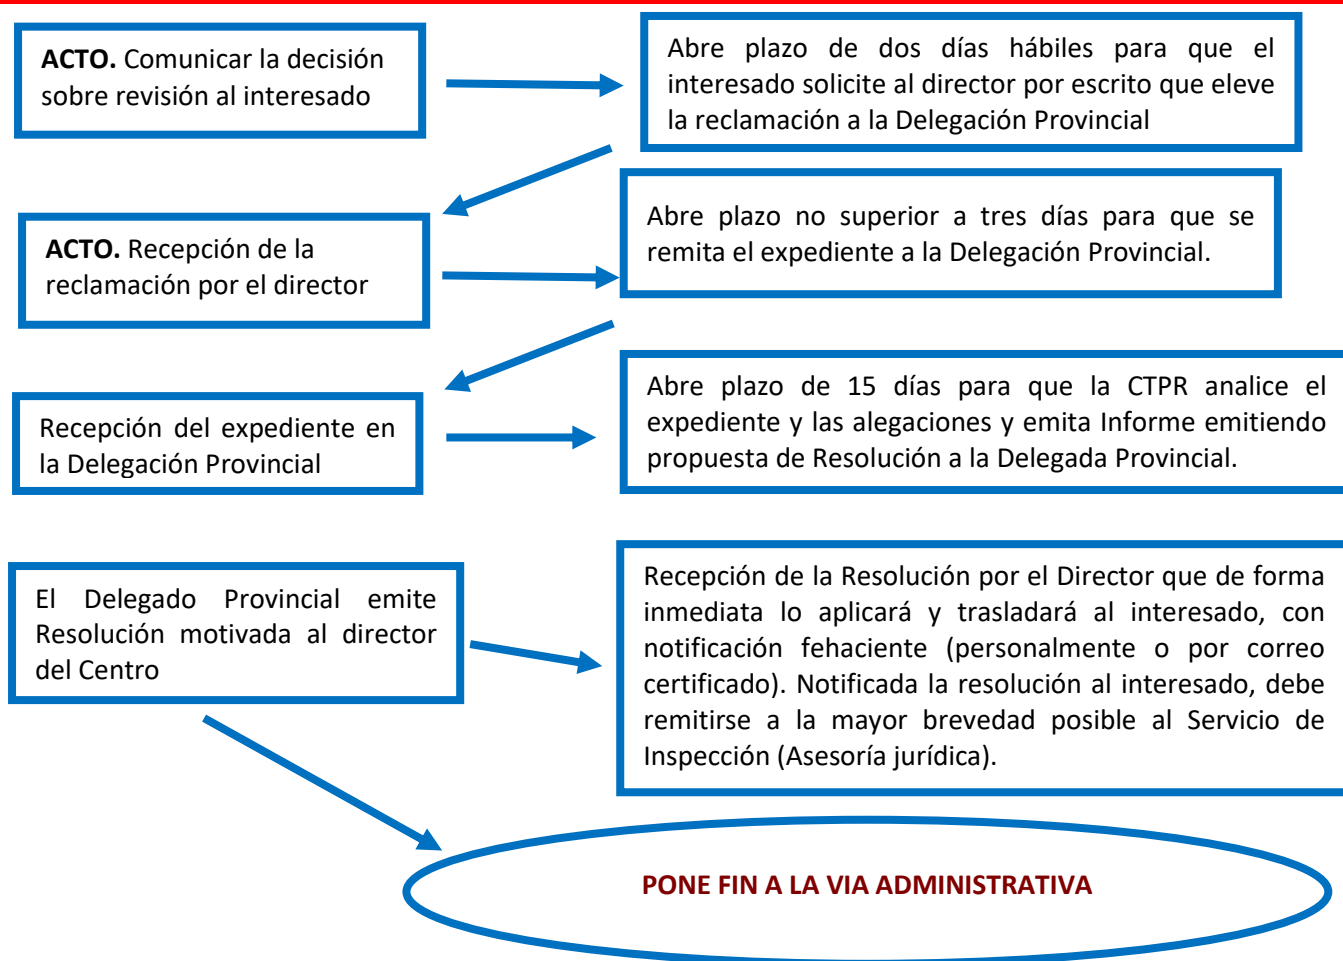 ACTO. Comunicar la decisión
sobre revisión al interesado
Abre plazo de dos días hábiles para que el
interesado solicite al director por escrito que eleve
la reclamación a la Delegación Provincial
ACTO. Recepción de la
reclamación por el director
Abre plazo no superior a tres días para que se
remita el expediente a la Delegación Provincial.
Recepción del expediente en
la Delegación Provincial
Abre plazo de 15 días para que la CTPR analice el
expediente y las alegaciones y emita Informe emitiendo
propuesta de Resolución a la Delegada Provincial.
El Delegado Provincial emite
Resolución motivada al director
del Centro
Recepción de la Resolución por el Director que de forma
inmediata lo aplicará y trasladará al interesado, con
notificación fehaciente (personalmente o por correo
certificado). Notificada la resolución al interesado, debe
remitirse a la mayor brevedad posible al Servicio de
Inspección (Asesoría jurídica).
PONE FIN A LA VIA ADMINISTRATIVA